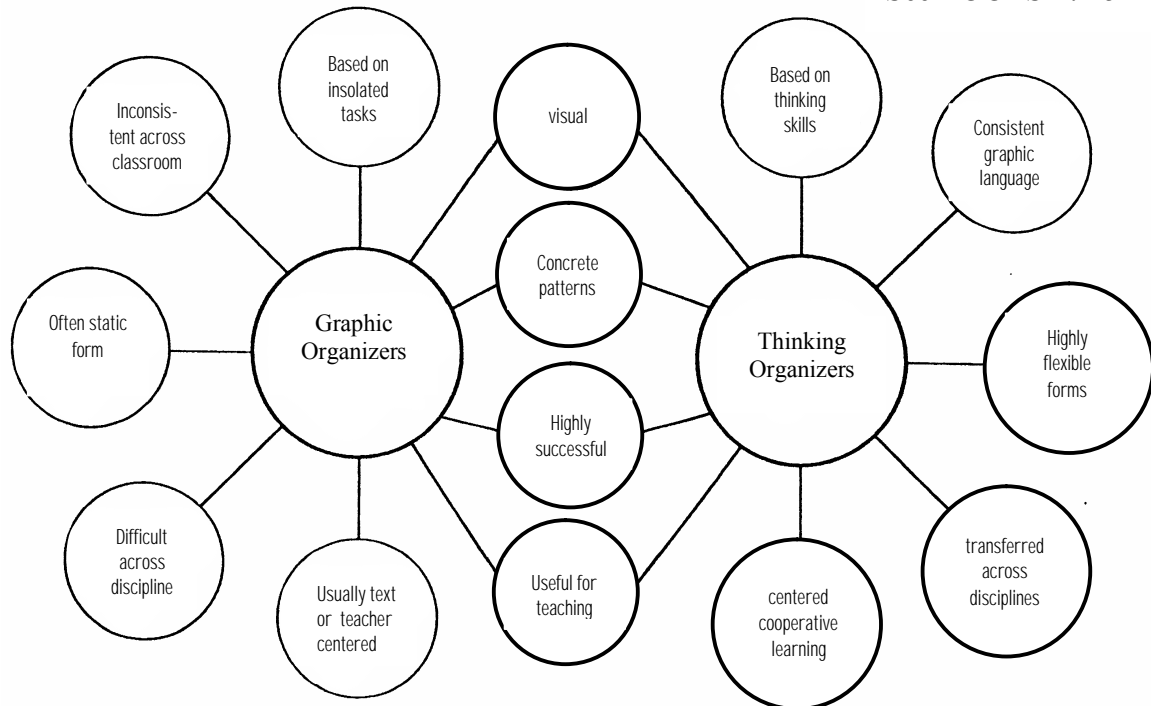 Based on
insolated
tasks
Inconsis-
tent across
classroom
visual
Based on
thinking
skills
Consistent
graphic
language
Concrete
patterns
Graphic
Organizers
Thinking
Organizers
Often static
form
Highly
flexible
forms
Highly
successful
Difficult
across
discipline
Usually text
or teacher
centered
Useful for
teaching
centered
cooperative
learning
transferred
across
disciplines